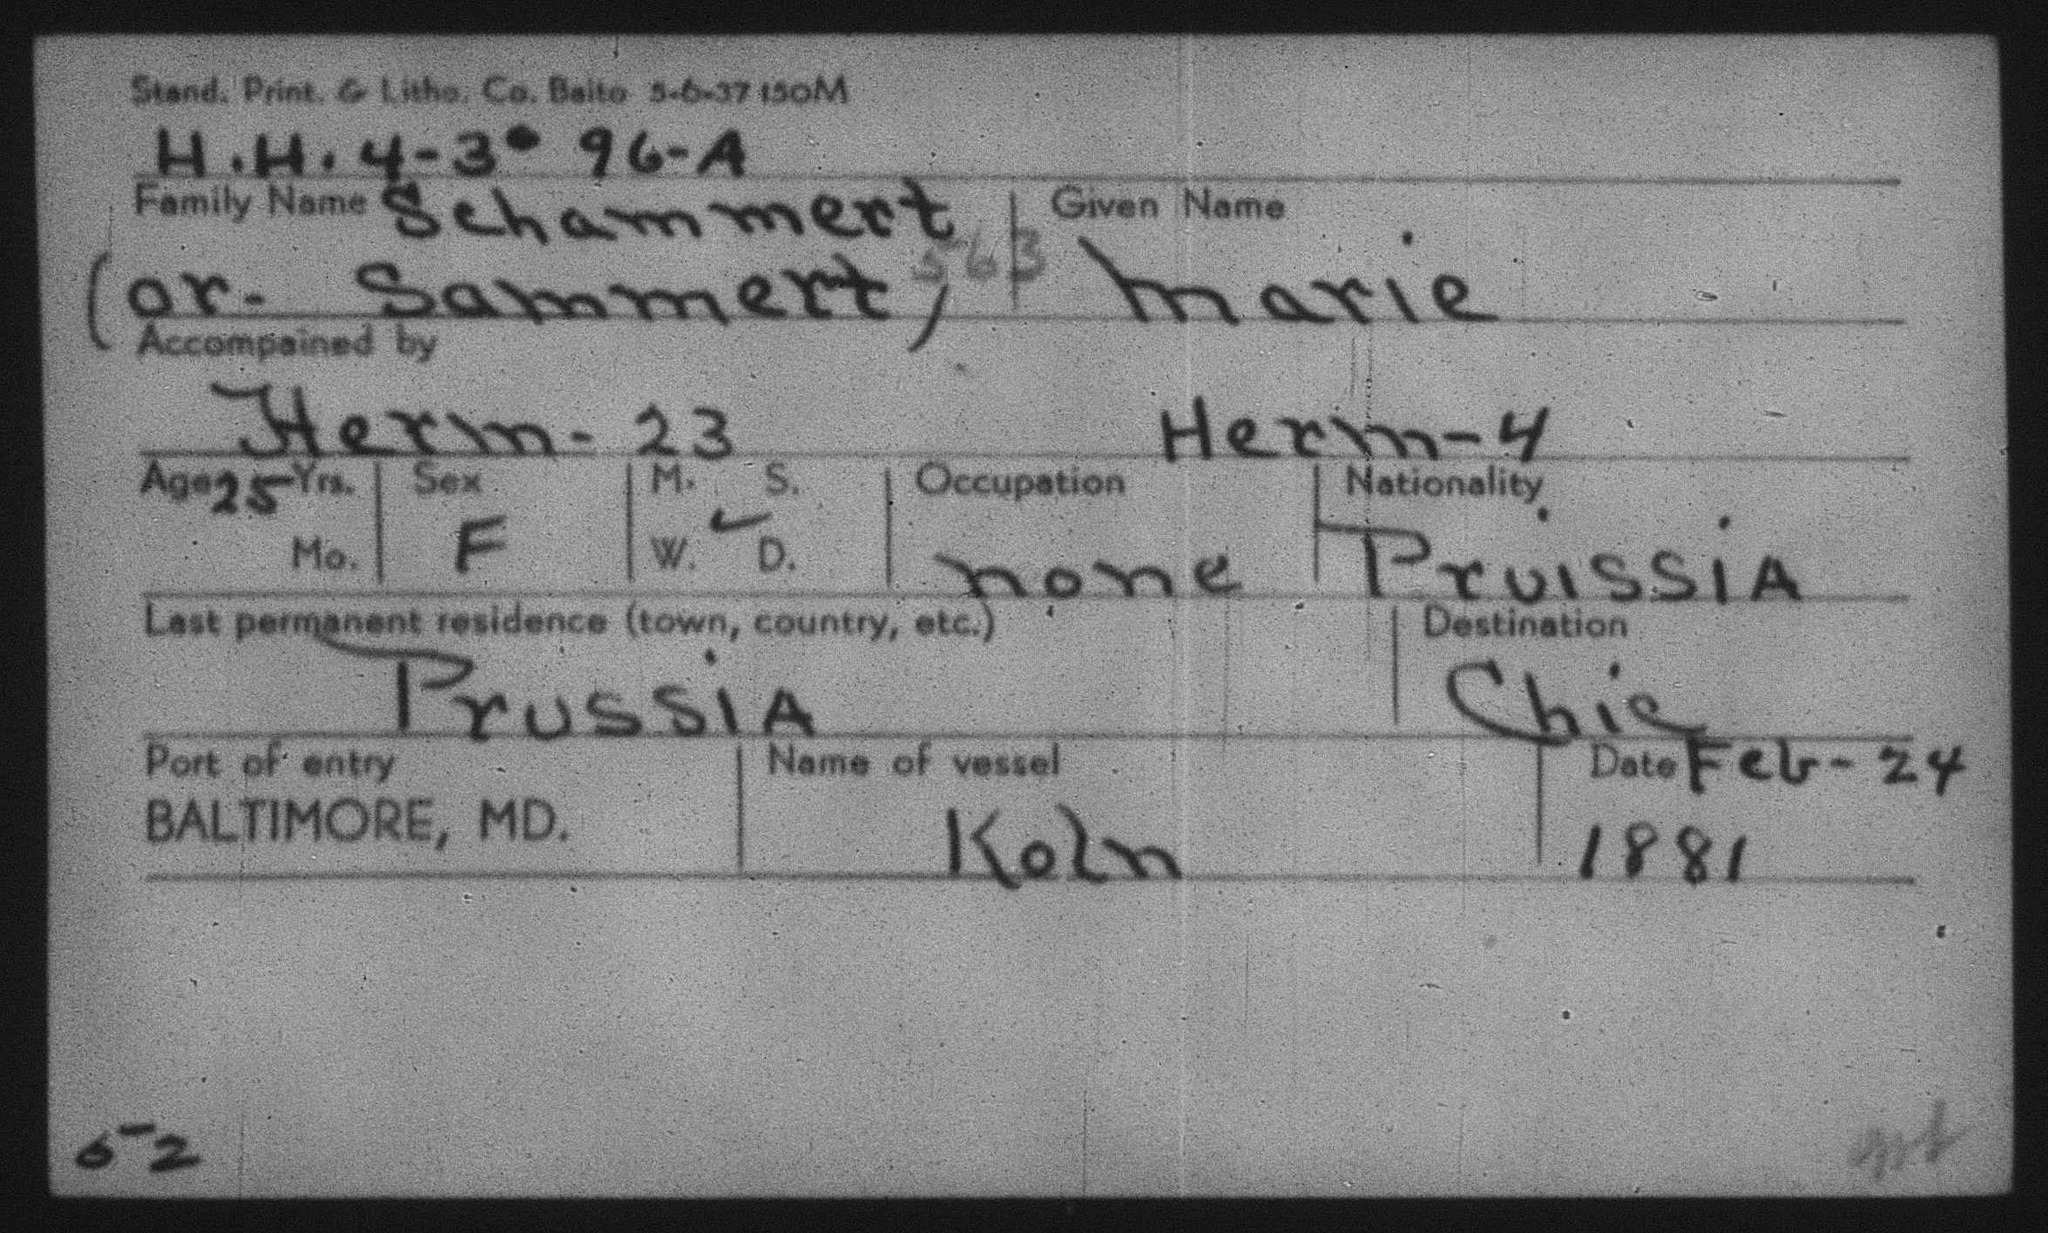 Stand. Print. & Litho. Co. Balto 5-6-37 150M
H.H. 4-3• 96-A
Family Name Schammert Given Name
(or- Sammert) 563 Marie
Accompained by
Herm- 23 Herm-4
Age 25 Yrs. Sex M. S. Occupation Nationality
Mo. F W. ✓ D. none Pruissia
Last permanent residence (town, country, etc.) Destination
Prussia Chic
Port of entry Name of vessel Date Feb- 24
BALTIMORE, MD. Koln 1881
6-2